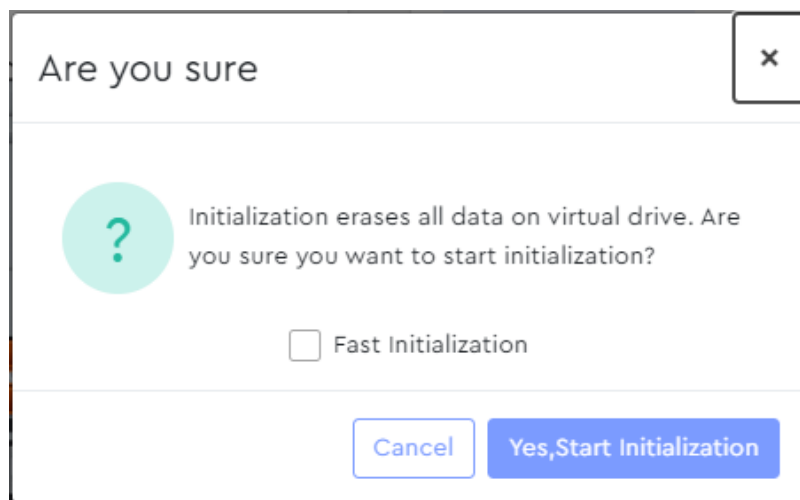 Are you sure
×
?
Initialization erases all data on virtual drive. Are
you sure you want to start initialization?
Fast Initialization
Cancel
Yes,Start Initialization